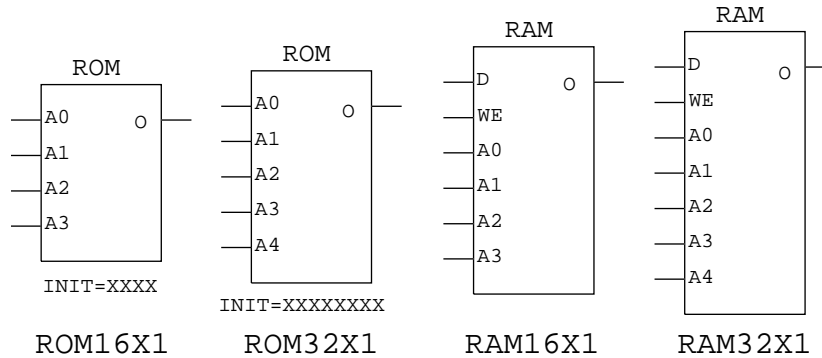 ROM
A0
A1
A2
A3
O
INIT=XXXX
ROM16X1
ROM
A0
A1
A2
A3
A4
O
INIT=XXXXXXXX
ROM32X1
RAM
D
WE
A0
A1
A2
A3
O
RAM16X1
RAM
D
WE
A0
A1
A2
A3
A4
O
RAM32X1